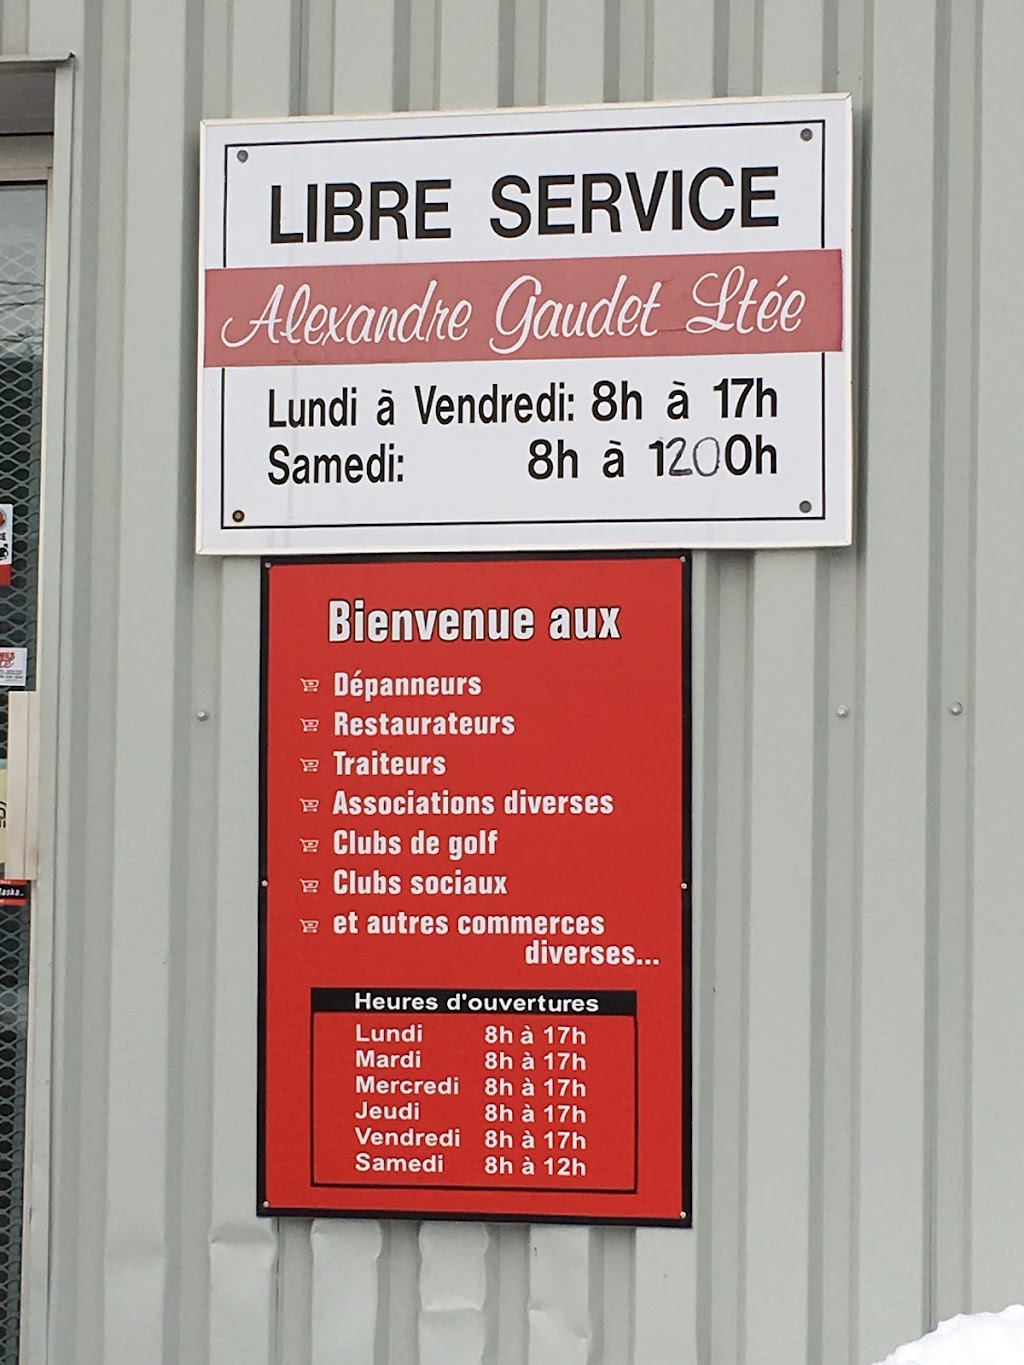 LIBRE SERVICE
Alexandre Gaudet Ltée
Lundi à Vendredi: 8h à 17h
Samedi: 8h à 1200h
Bienvenue aux
Dépanneurs
Restaurateurs
Traiteurs
Associations diverses
Clubs de golf
Clubs sociaux
et autres commerces
diverses...
Heures d'ouvertures
Lundi 8h à 17h
Mardi 8h à 17h
Mercredi 8h à 17h
Jeudi 8h à 17h
Vendredi 8h à 17h
Samedi 8h à 12h